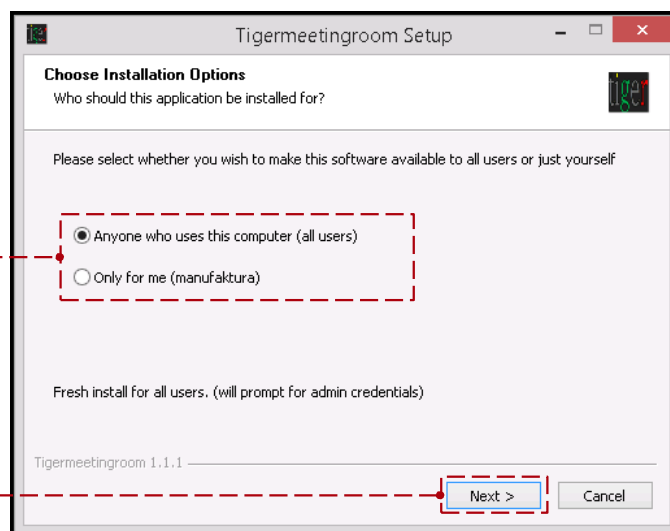 Tigermeetingroom Setup
Choose Installation Options
Who should this application be installed for?
tiger
Please select whether you wish to make this software available to all users or just yourself
Anyone who uses this computer (all users)
Only for me (manufaktura)
Fresh install for all users. (will prompt for admin credentials)
Tigermeetingroom 1.1.1
Next >
Cancel